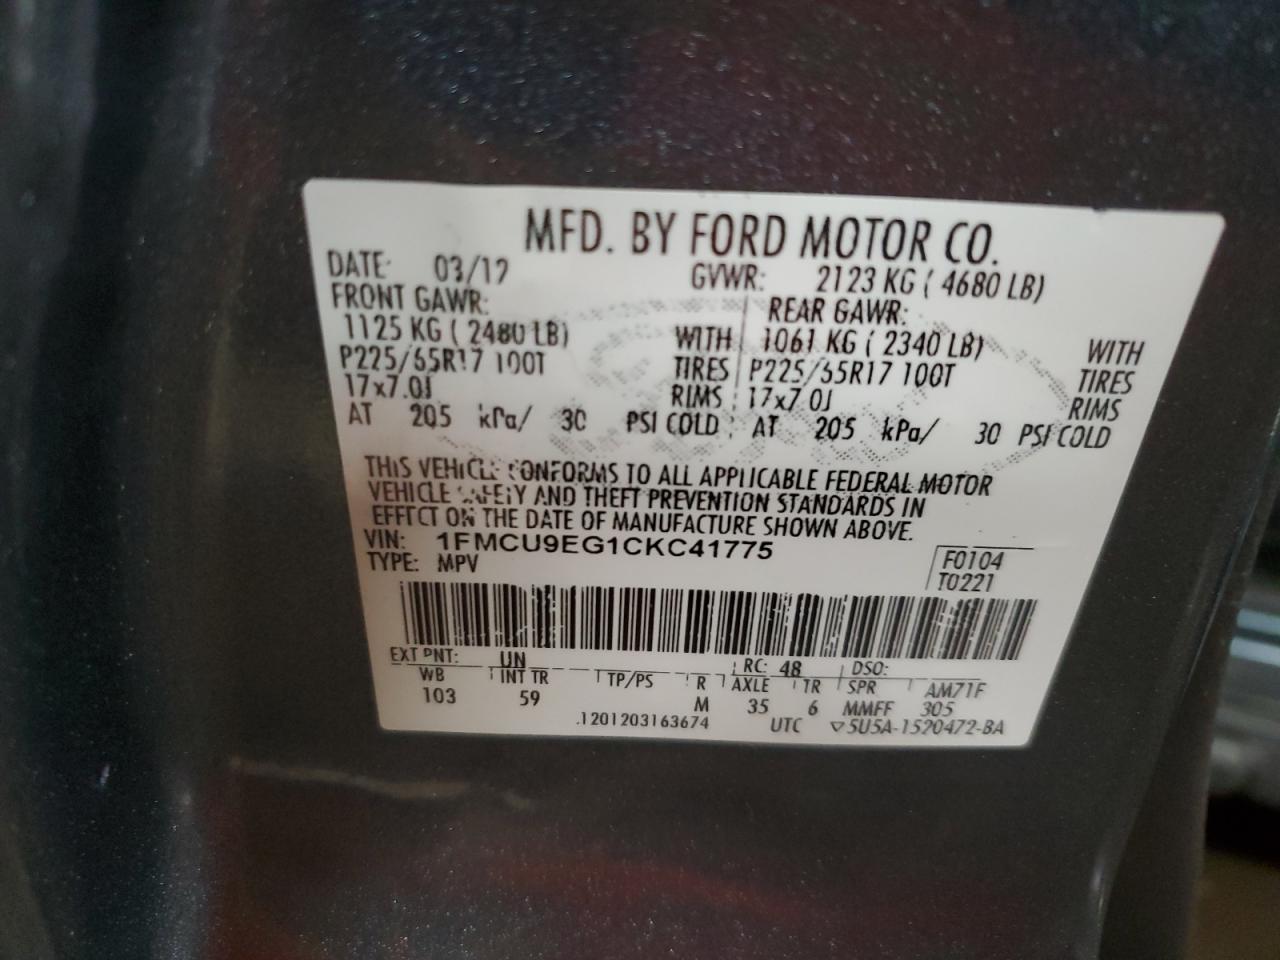 MFD. BY FORD MOTOR CO.
DATE: 03/12 GVWR: 2123 KG ( 4680 LB)
FRONT GAWR: REAR GAWR:
1125 KG ( 2480 LB) WITH 1061 KG ( 2340 LB) WITH
P225/65R17 100T TIRES P225/65R17 100T TIRES
17x7.0J RIMS 17x7.0J RIMS
AT 205 kPa/ 30 PSI COLD AT 205 kPa/ 30 PSI COLD
THIS VEHICLE CONFORMS TO ALL APPLICABLE FEDERAL MOTOR
VEHICLE SAFETY AND THEFT PREVENTION STANDARDS IN
EFFECT ON THE DATE OF MANUFACTURE SHOWN ABOVE.
VIN: 1FMCU9EG1CKC41775
TYPE: MPV
F0104
T0221
EXT PNT: UN RC: 48 DSO:
WB INT TR TP/PS R AXLE TR SPR AM71F
103 59 M 35 6 MMFF 305
.1201203163674 UTC ▽5U5A-1520472-BA